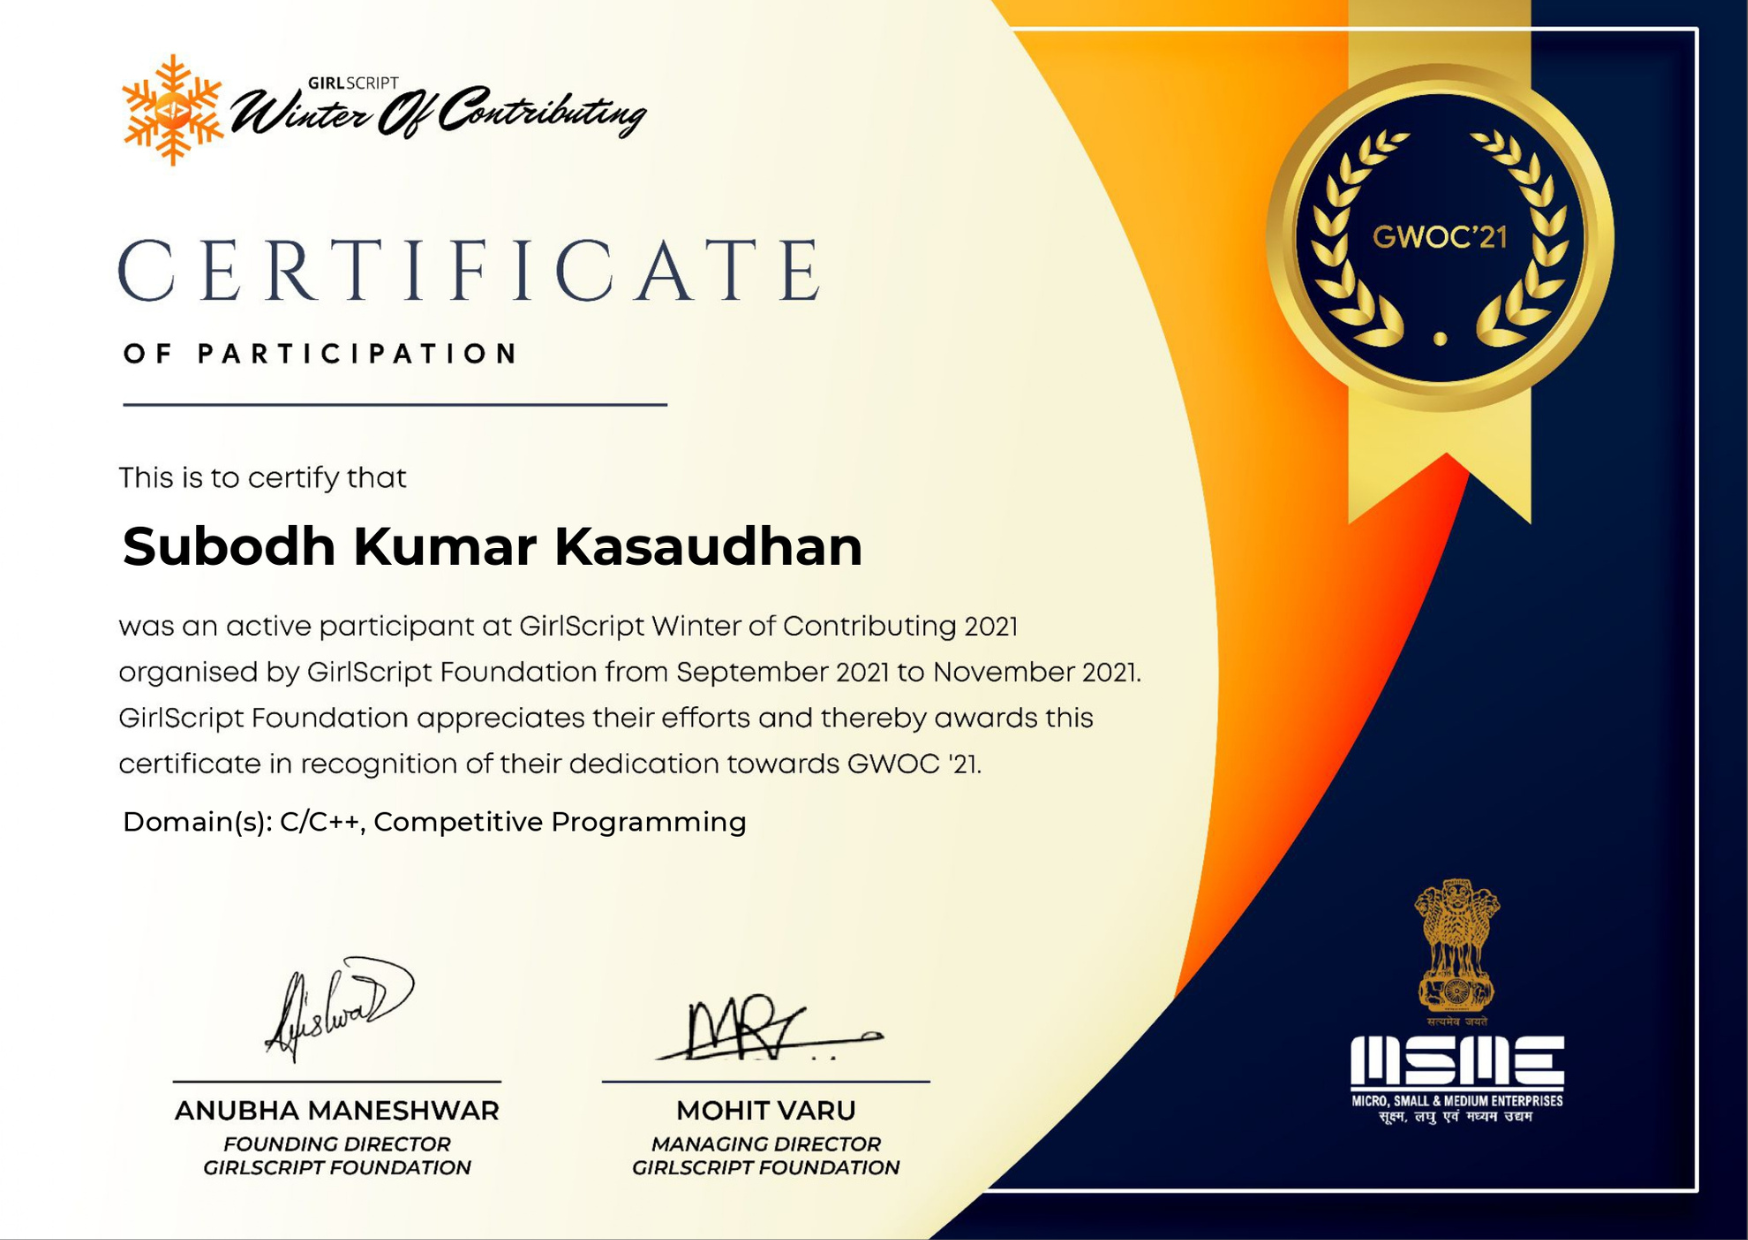 GIRLSCRIPT
Winter Of Contributing
CERTIFICATE
OF PARTICIPATION
This is to certify that
Subodh Kumar Kasaudhan
was an active participant at GirlScript Winter of Contributing 2021
organised by GirlScript Foundation from September 2021 to November 2021.
GirlScript Foundation appreciates their efforts and thereby awards this
certificate in recognition of their dedication towards GWOC '21.
Domain(s): C/C++, Competitive Programming
ANUBHA MANESHWAR
FOUNDING DIRECTOR
GIRLSCRIPT FOUNDATION
MOHIT VARU
MANAGING DIRECTOR
GIRLSCRIPT FOUNDATION
GWOC’21
सत्यमेव जयते
MSME
MICRO, SMALL & MEDIUM ENTERPRISES
सूक्ष्म, लघु एवं मध्यम उद्यम